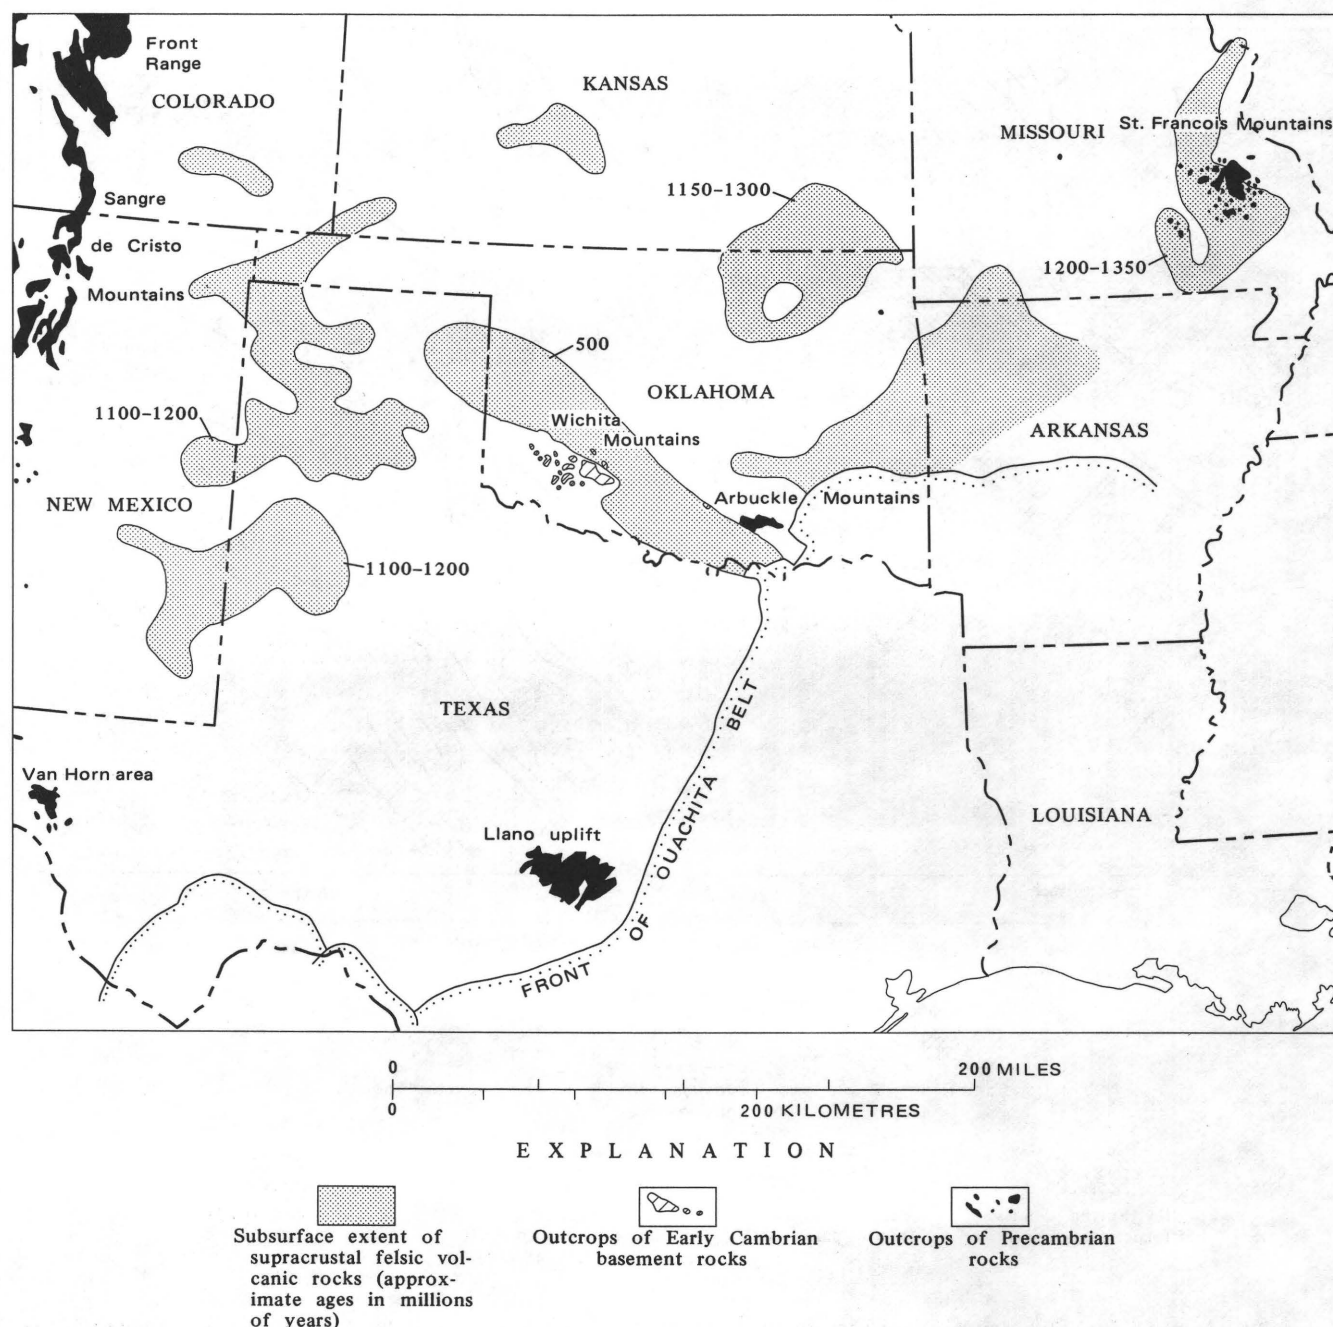 Front
Range
COLORADO
KANSAS
MISSOURI
St. Francois Mountains
1150-1300
Sangre
de Cristo
Mountains
1200-1350
500
OKLAHOMA
1100-1200
Wichita
Mountains
ARKANSAS
NEW MEXICO
Arbuckle Mountains
1100-1200
TEXAS
Van Horn area
Llano uplift
LOUISIANA
FRONT OF OUACHITA BELT
0 200 MILES
0 200 KILOMETRES
EXPLANATION
Subsurface extent of
supracrustal felsic vol-
canic rocks (approx-
imate ages in millions
of years)
Outcrops of Early Cambrian
basement rocks
Outcrops of Precambrian
rocks